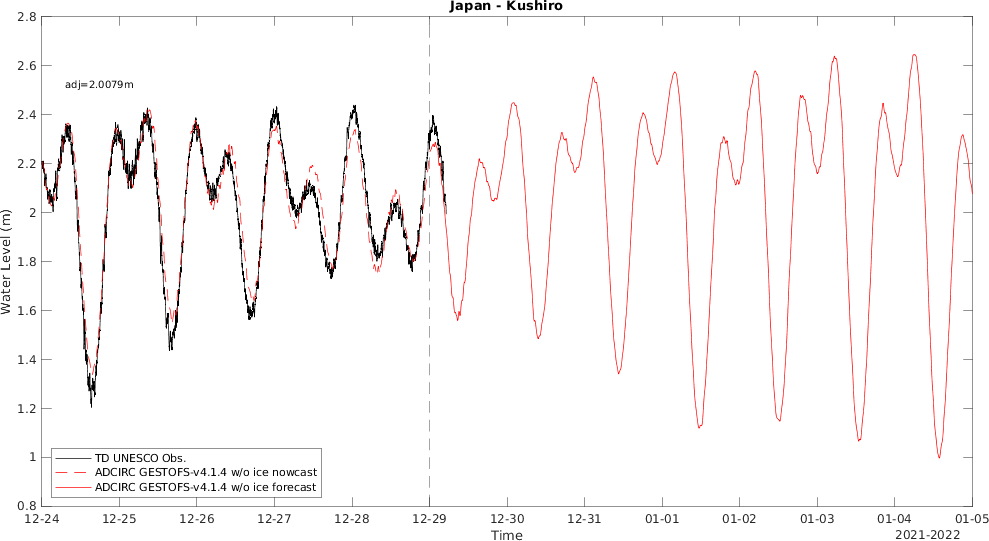 Japan - Kushiro
2.8
2.6
adj=2.0079m
2.4
2.2
2
Water Level (m)
1.8
1.6
1.4
1.2
1
0.8
TD UNESCO Obs.
ADCIRC GESTOFS-v4.1.4 w/o ice nowcast
ADCIRC GESTOFS-v4.1.4 w/o ice forecast
12-24 12-25 12-26 12-27 12-28 12-29 12-30 12-31 01-01 01-02 01-03 01-04 01-05
Time
2021-2022